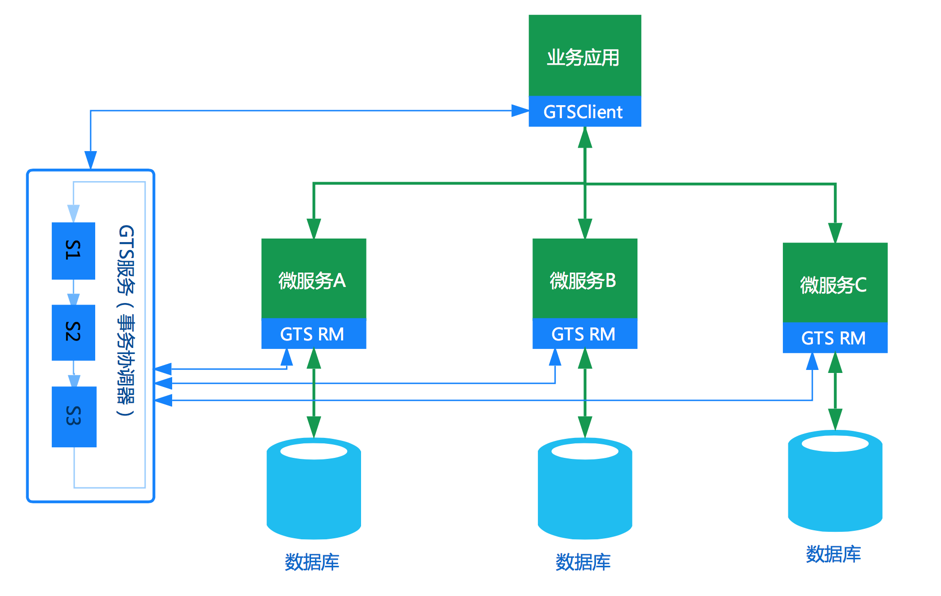 业务应用
GTSClient
S1
S2
S3
GTS服务（事务协调器）
微服务A
GTS RM
微服务B
GTS RM
微服务C
GTS RM
数据库
数据库
数据库